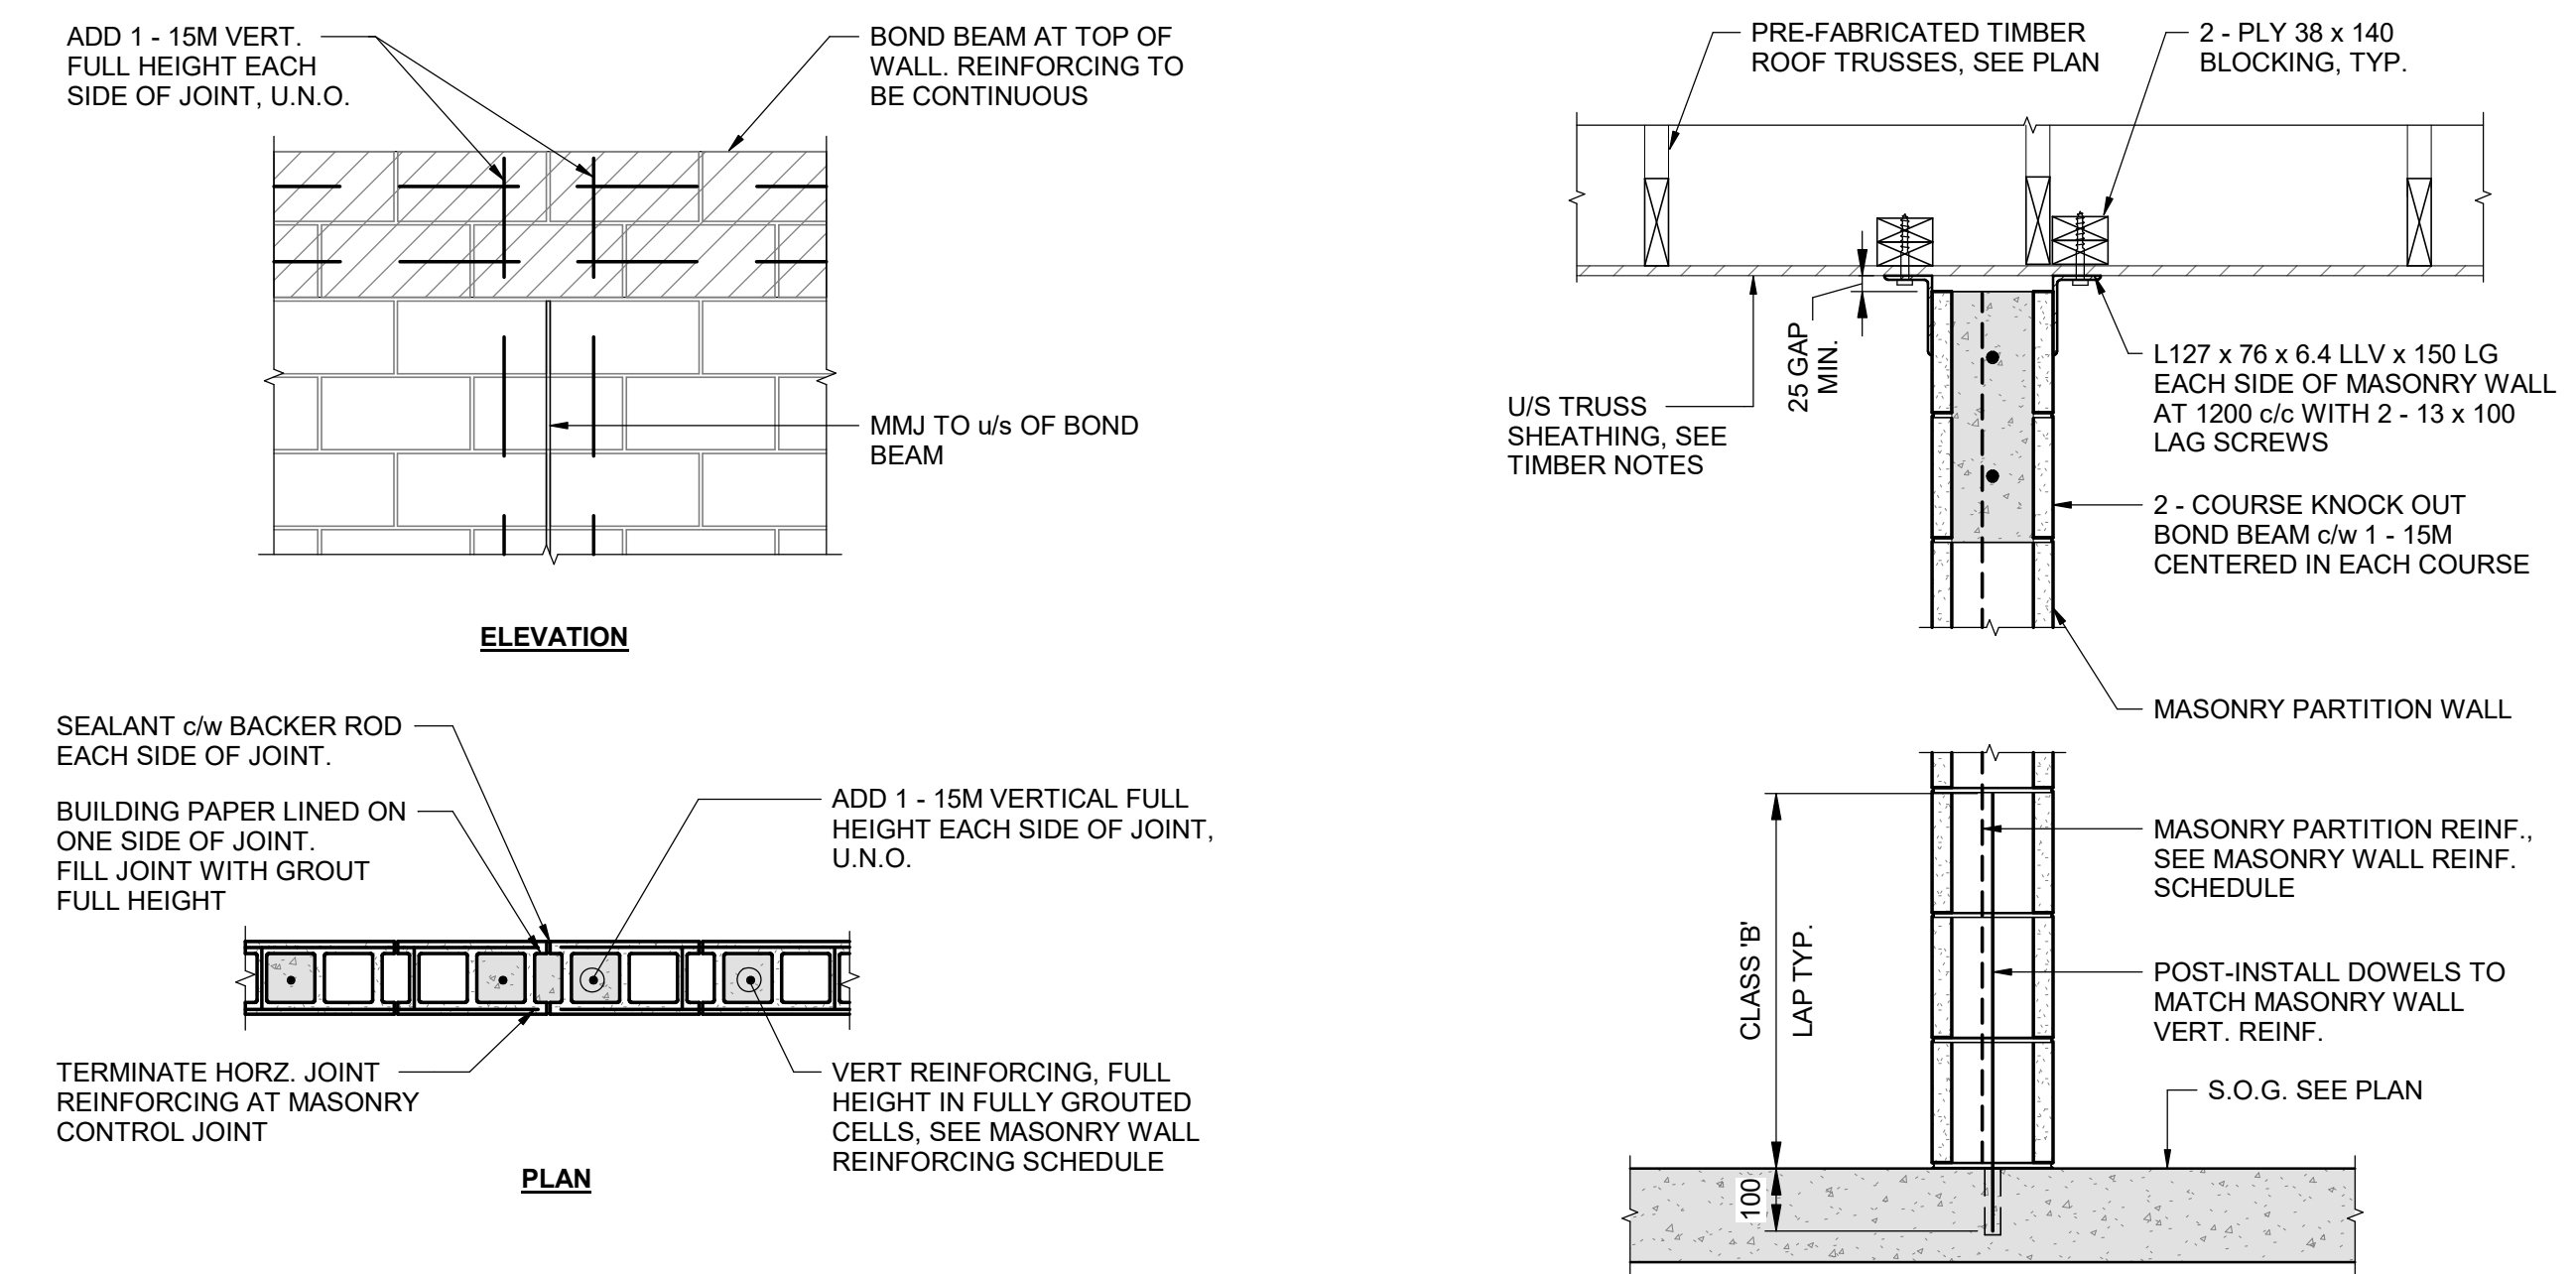 ADD 1 - 15M VERT.
FULL HEIGHT EACH
SIDE OF JOINT, U.N.O.
BOND BEAM AT TOP OF
WALL. REINFORCING TO
BE CONTINUOUS
MMJ TO u/s OF BOND
BEAM
ELEVATION
SEALANT c/w BACKER ROD
EACH SIDE OF JOINT.
BUILDING PAPER LINED ON
ONE SIDE OF JOINT.
FILL JOINT WITH GROUT
FULL HEIGHT
ADD 1 - 15M VERTICAL FULL
HEIGHT EACH SIDE OF JOINT,
U.N.O.
TERMINATE HORZ. JOINT
REINFORCING AT MASONRY
CONTROL JOINT
VERT REINFORCING, FULL
HEIGHT IN FULLY GROUTED
CELLS, SEE MASONRY WALL
REINFORCING SCHEDULE
PLAN
PRE-FABRICATED TIMBER
ROOF TRUSSES, SEE PLAN
2 - PLY 38 x 140
BLOCKING, TYP.
25 GAP
MIN.
U/S TRUSS
SHEATHING, SEE
TIMBER NOTES
L127 x 76 x 6.4 LLV x 150 LG
EACH SIDE OF MASONRY WALL
AT 1200 c/c WITH 2 - 13 x 100
LAG SCREWS
2 - COURSE KNOCK OUT
BOND BEAM c/w 1 - 15M
CENTERED IN EACH COURSE
MASONRY PARTITION WALL
MASONRY PARTITION REINF.,
SEE MASONRY WALL REINF.
SCHEDULE
CLASS 'B'
LAP TYP.
POST-INSTALL DOWELS TO
MATCH MASONRY WALL
VERT. REINF.
S.O.G. SEE PLAN
100